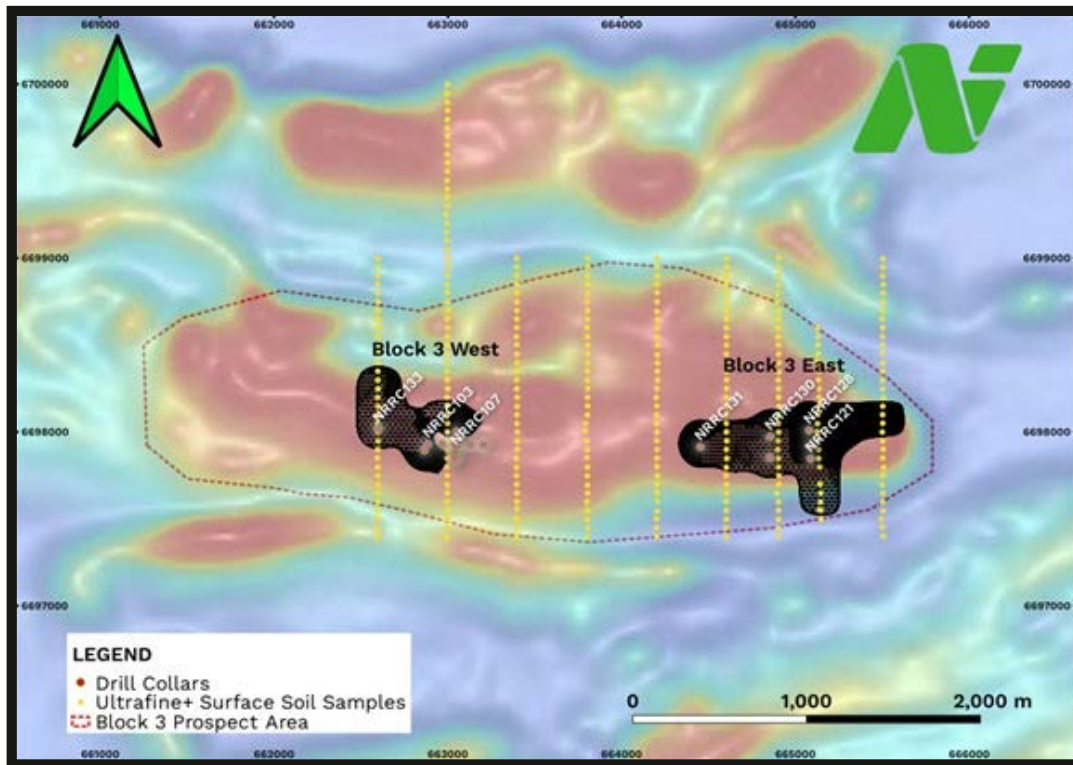 661000 662000 663000 664000 665000 666000
6700000 6700000
6699000 6699000
Block 3 West
Block 3 East
NRRC133
NRRC103
NRRC107
NRRC131
NRRC130
NRRC128
NRRC121
6698000 6698000
6697000 6697000
LEGEND
Drill Collars
Ultrafine+ Surface Soil Samples
Block 3 Prospect Area
0 1,000 2,000 m
661000 662000 663000 664000 665000 666000